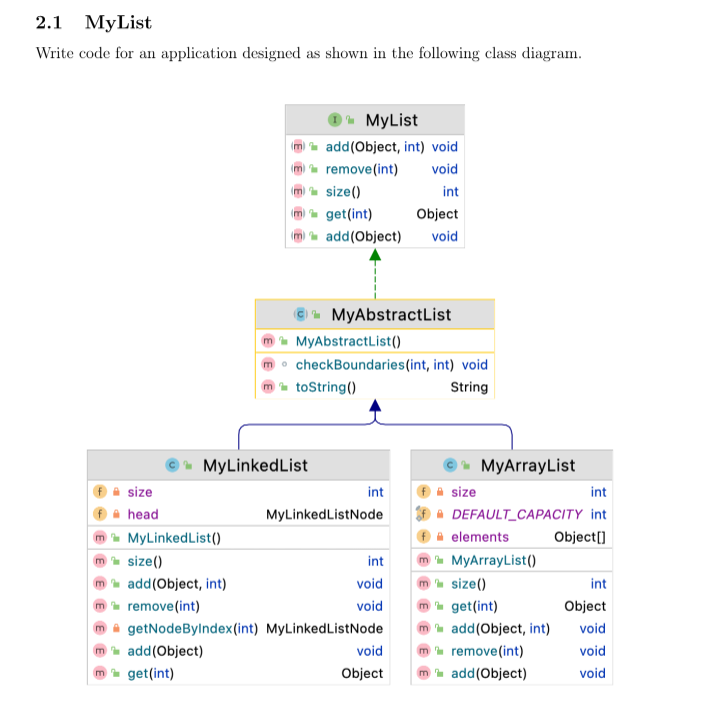 2.1 MyList
Write code for an application designed as shown in the following class diagram.
I MyList
m add(Object, int) void
m remove(int) void
m size() int
m get(int) Object
m add(Object) void
C MyAbstractList
m MyAbstractList()
m checkBoundaries(int, int) void
m toString() String
C MyLinkedList
f size int
f head MyLinkedListNode
m MyLinkedList()
m size() int
m add(Object, int) void
m remove(int) void
m getNodeByIndex(int) MyLinkedListNode
m add(Object) void
m get(int) Object
C MyArrayList
f size int
f DEFAULT_CAPACITY int
f elements Object[]
m MyArrayList()
m size() int
m get(int) Object
m add(Object, int) void
m remove(int) void
m add(Object) void